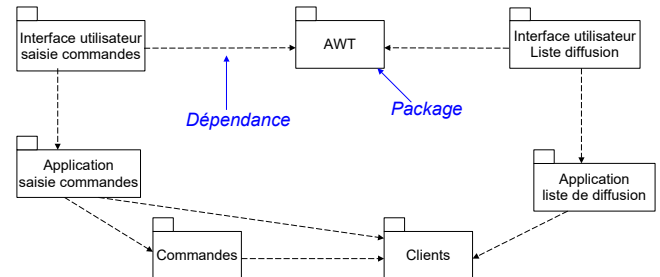 Interface utilisateur
saisie commandes
AWT
Interface utilisateur
Liste diffusion
Dépendance
Package
Application
saisie commandes
Application
liste de diffusion
Commandes
Clients